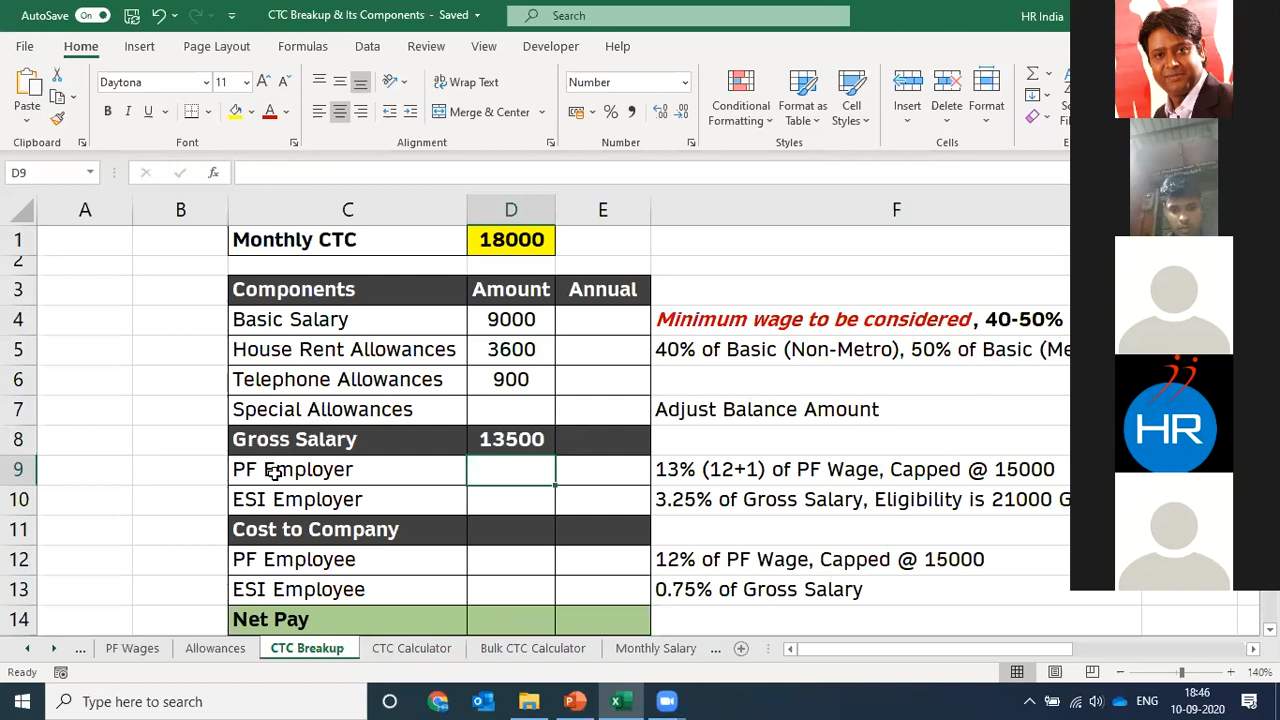 AutoSave On CTC Breakup & Its Components - Saved Search HR India
File Home Insert Page Layout Formulas Data Review View Developer Help
Paste Daytona 11 Wrap Text Number Conditional Formatting Format as Table Cell Styles Insert Delete Format
B I U A Merge & Center % ,
Clipboard Font Alignment Number Styles Cells E
D9 fx
A B C D E F
1 Monthly CTC 18000
2
3 Components Amount Annual
4 Basic Salary 9000 Minimum wage to be considered, 40-50%
5 House Rent Allowances 3600 40% of Basic (Non-Metro), 50% of Basic (Me
6 Telephone Allowances 900
7 Special Allowances Adjust Balance Amount
8 Gross Salary 13500
9 PF Employer 13% (12+1) of PF Wage, Capped @ 15000
10 ESI Employer 3.25% of Gross Salary, Eligibility is 21000 G
11 Cost to Company
12 PF Employee 12% of PF Wage, Capped @ 15000
13 ESI Employee 0.75% of Gross Salary
14 Net Pay
... PF Wages Allowances CTC Breakup CTC Calculator Bulk CTC Calculator Monthly Salary ...
Ready 140%
Type here to search ENG 18:46
10-09-2020
HR